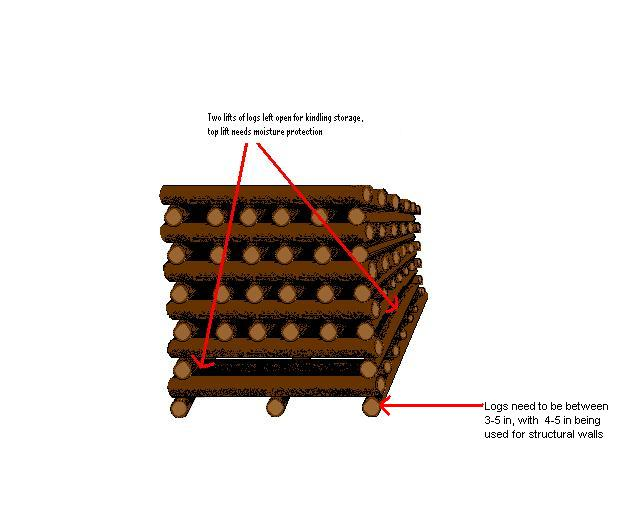 Two lifts of logs left open for kindling storage,
top lift needs moisture protection
Logs need to be between
3-5 in, with 4-5 in being
used for structural walls